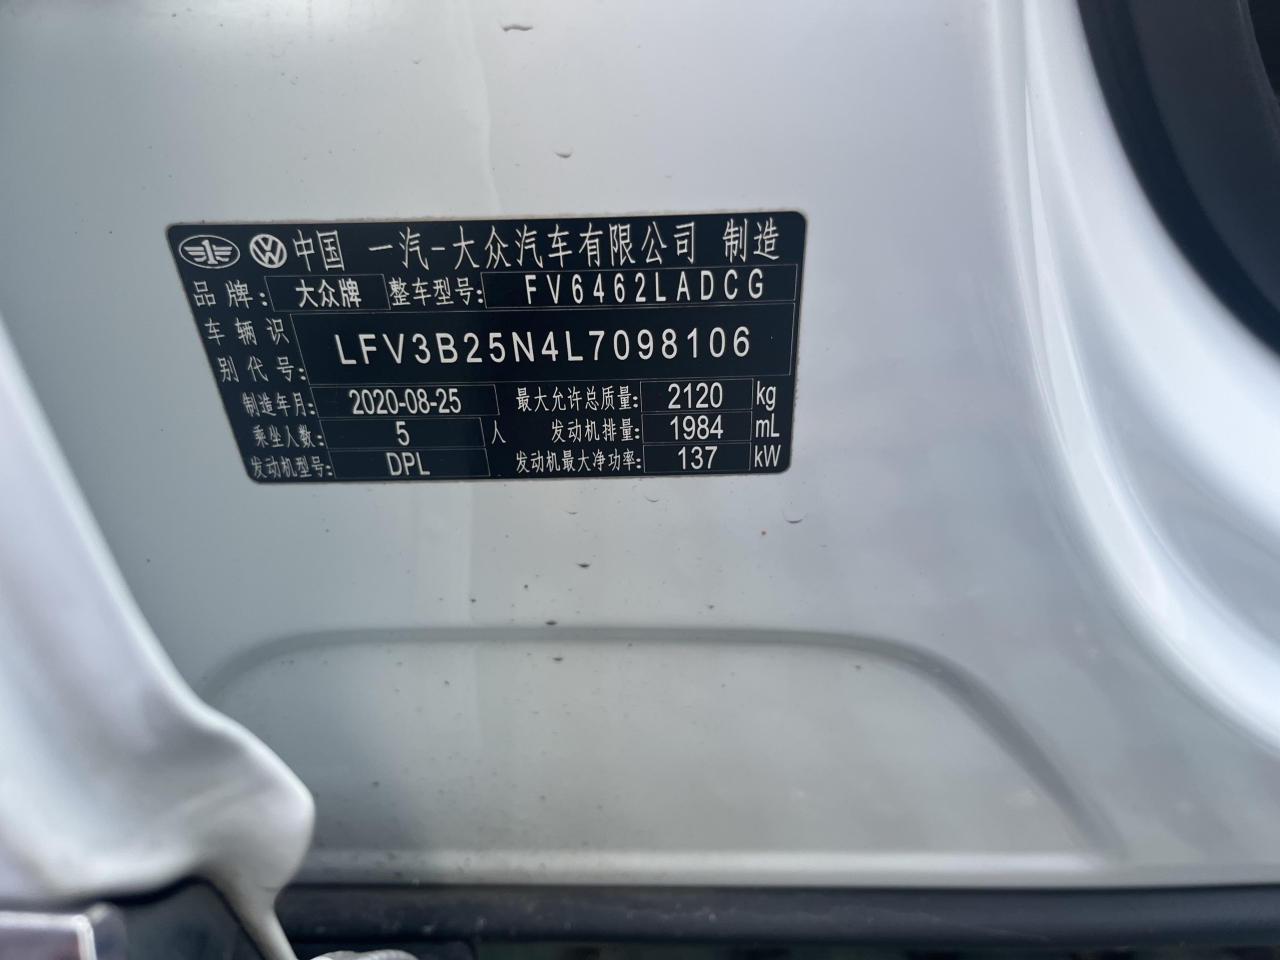 中国 一汽-大众汽车有限公司 制造
品牌: 大众牌 整车型号: FV6462LADCG
车辆识别代号: LFV3B25N4L7098106
制造年月: 2020-08-25 最大允许总质量: 2120 kg
乘坐人数: 5 人 发动机排量: 1984 mL
发动机型号: DPL 发动机最大净功率: 137 kW